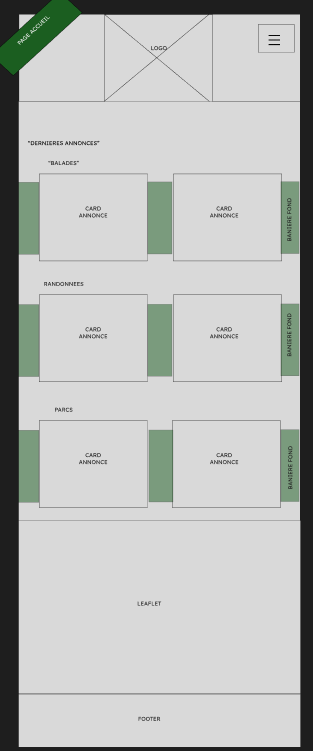 PAGE ACCUEIL
LOGO
"DERNIERES ANNONCES"
"BALADES"
CARD
ANNONCE
CARD
ANNONCE
BANIERE FOND
RANDONNEES
CARD
ANNONCE
CARD
ANNONCE
BANIERE FOND
PARCS
CARD
ANNONCE
CARD
ANNONCE
BANIERE FOND
LEAFLET
FOOTER